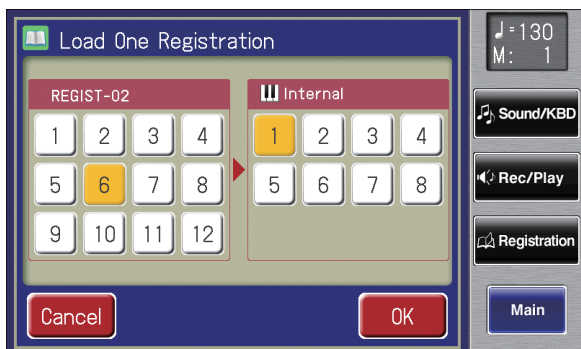 Load One Registration
REGIST-02
1 2 3 4
5 6 7 8
9 10 11 12
Internal
1 2 3 4
5 6 7 8
Cancel
OK
♩=130
M: 1
Sound/KBD
Rec/Play
Registration
Main